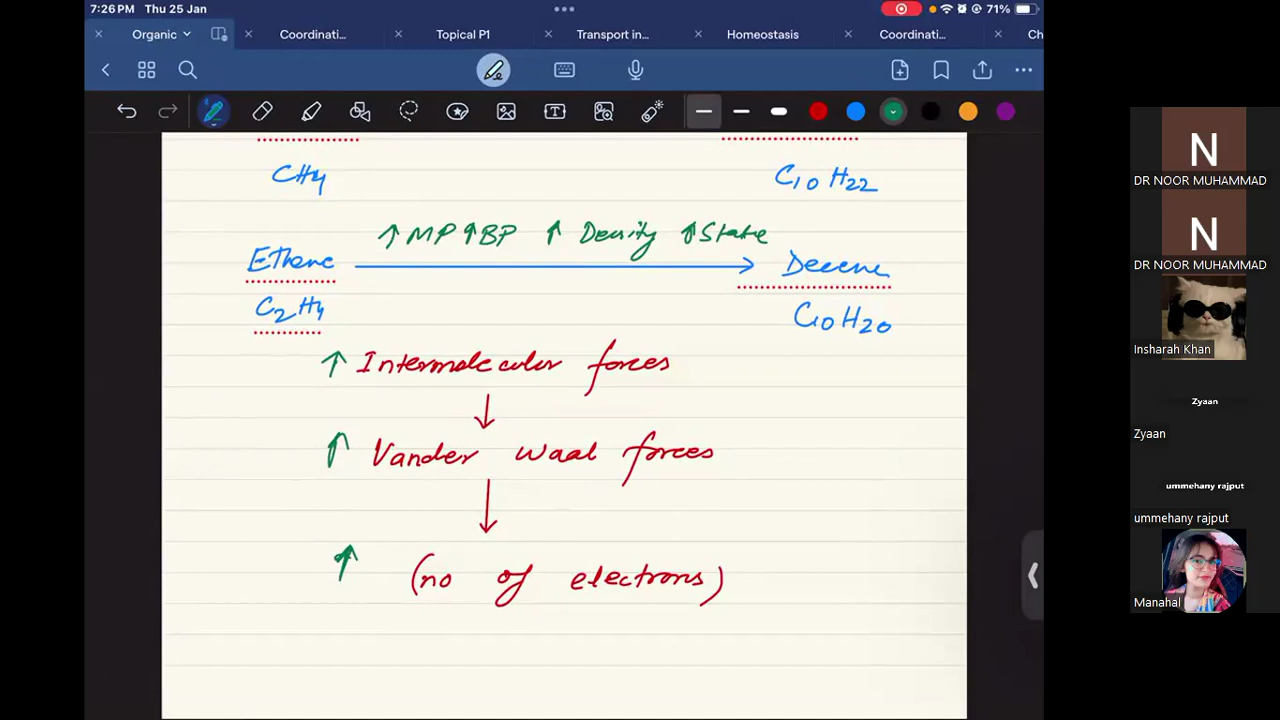 7:26 PM Thu 25 Jan
71%
Organic
Coordinati...
Topical P1
Transport in...
Homeostasis
Coordinati...
Ch
CH4
C10H22
↑MP ↑BP ↑ Density ↑State
Ethene
Decene
C2H4
C10H20
↑ Intermolecular forces
↓
↑ Vander waal forces
↓
↑ (no of electrons)
N
DR NOOR MUHAMMAD
N
DR NOOR MUHAMMAD
Insharah Khan
Zyaan
Zyaan
ummehany rajput
ummehany rajput
Manahal